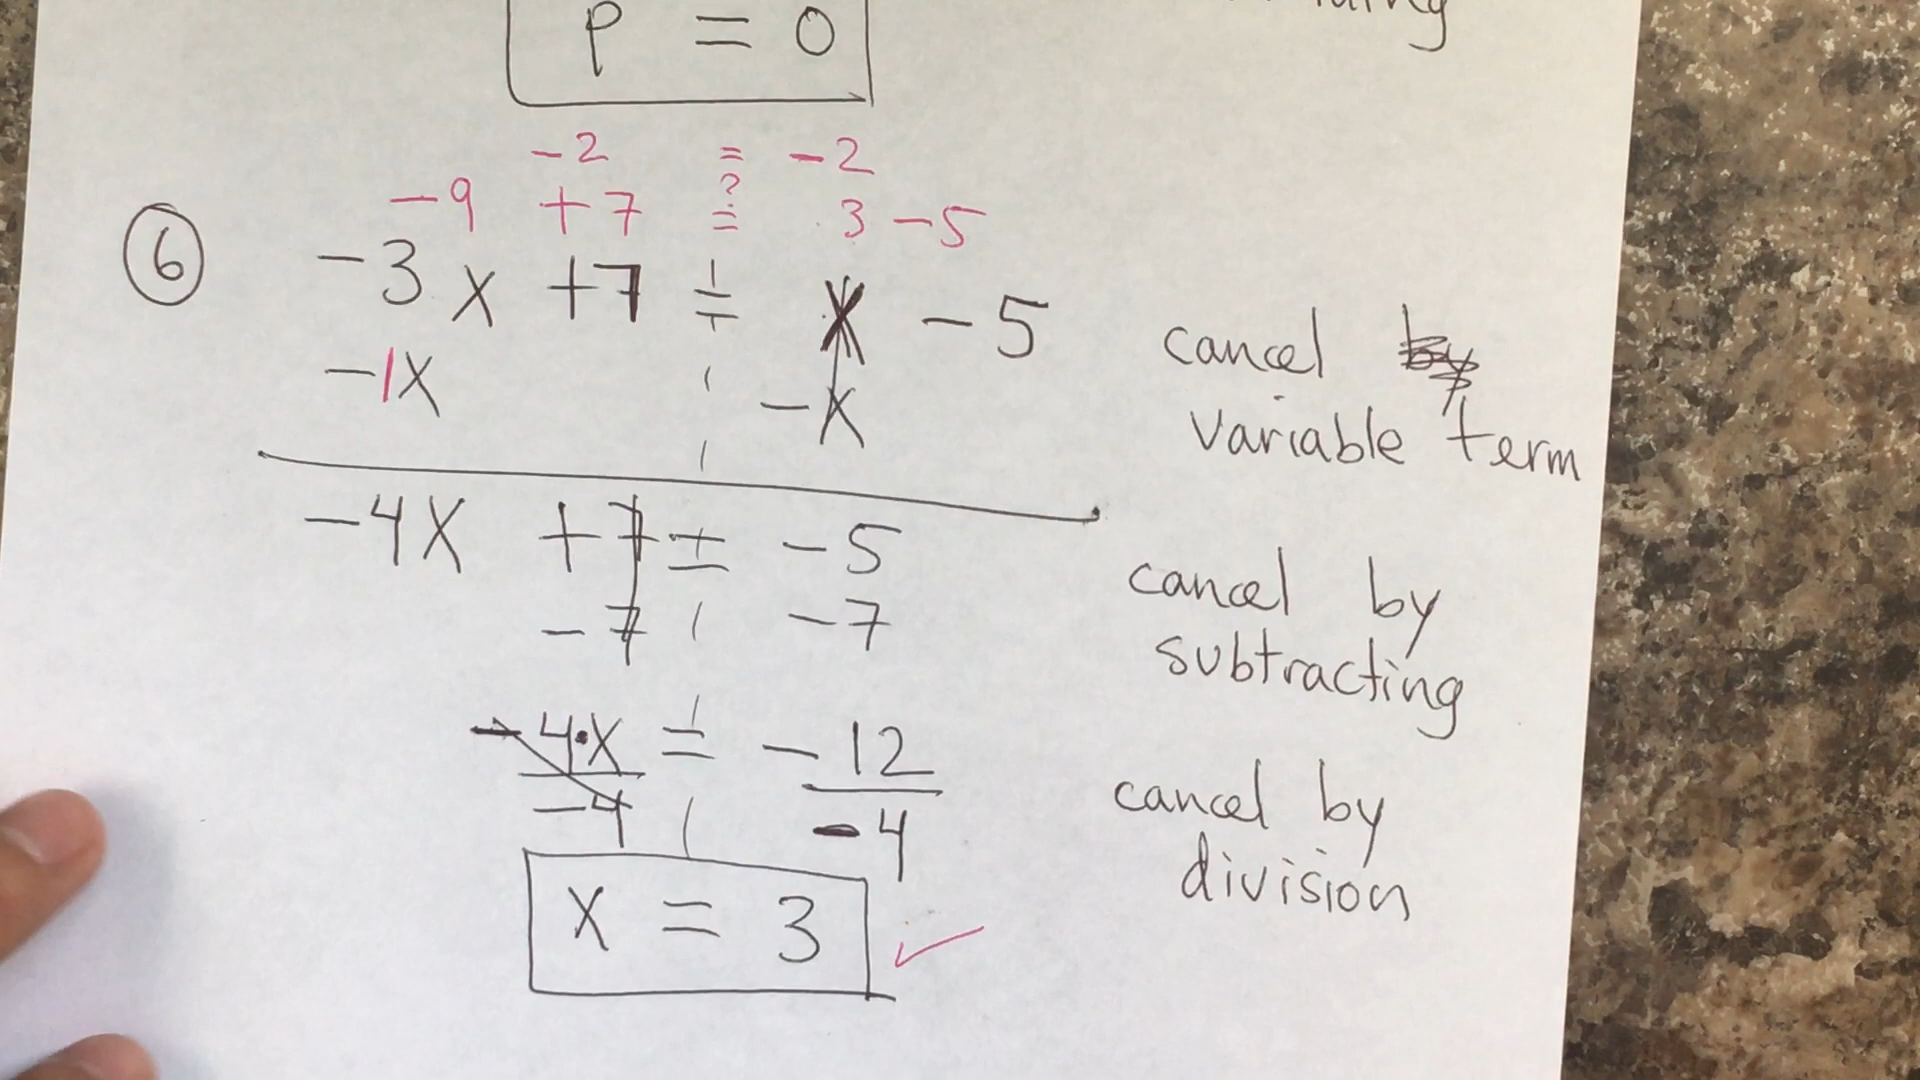 p = 0
-2 = -2
-9 +7 ≟ 3 -5
6 -3x +7 = x -5 cancel
-1x -x variable term
-4x +7 = -5 cancel by
-7 -7 subtracting
-4•x = -12 cancel by
-4 -4 division
x = 3 ✓